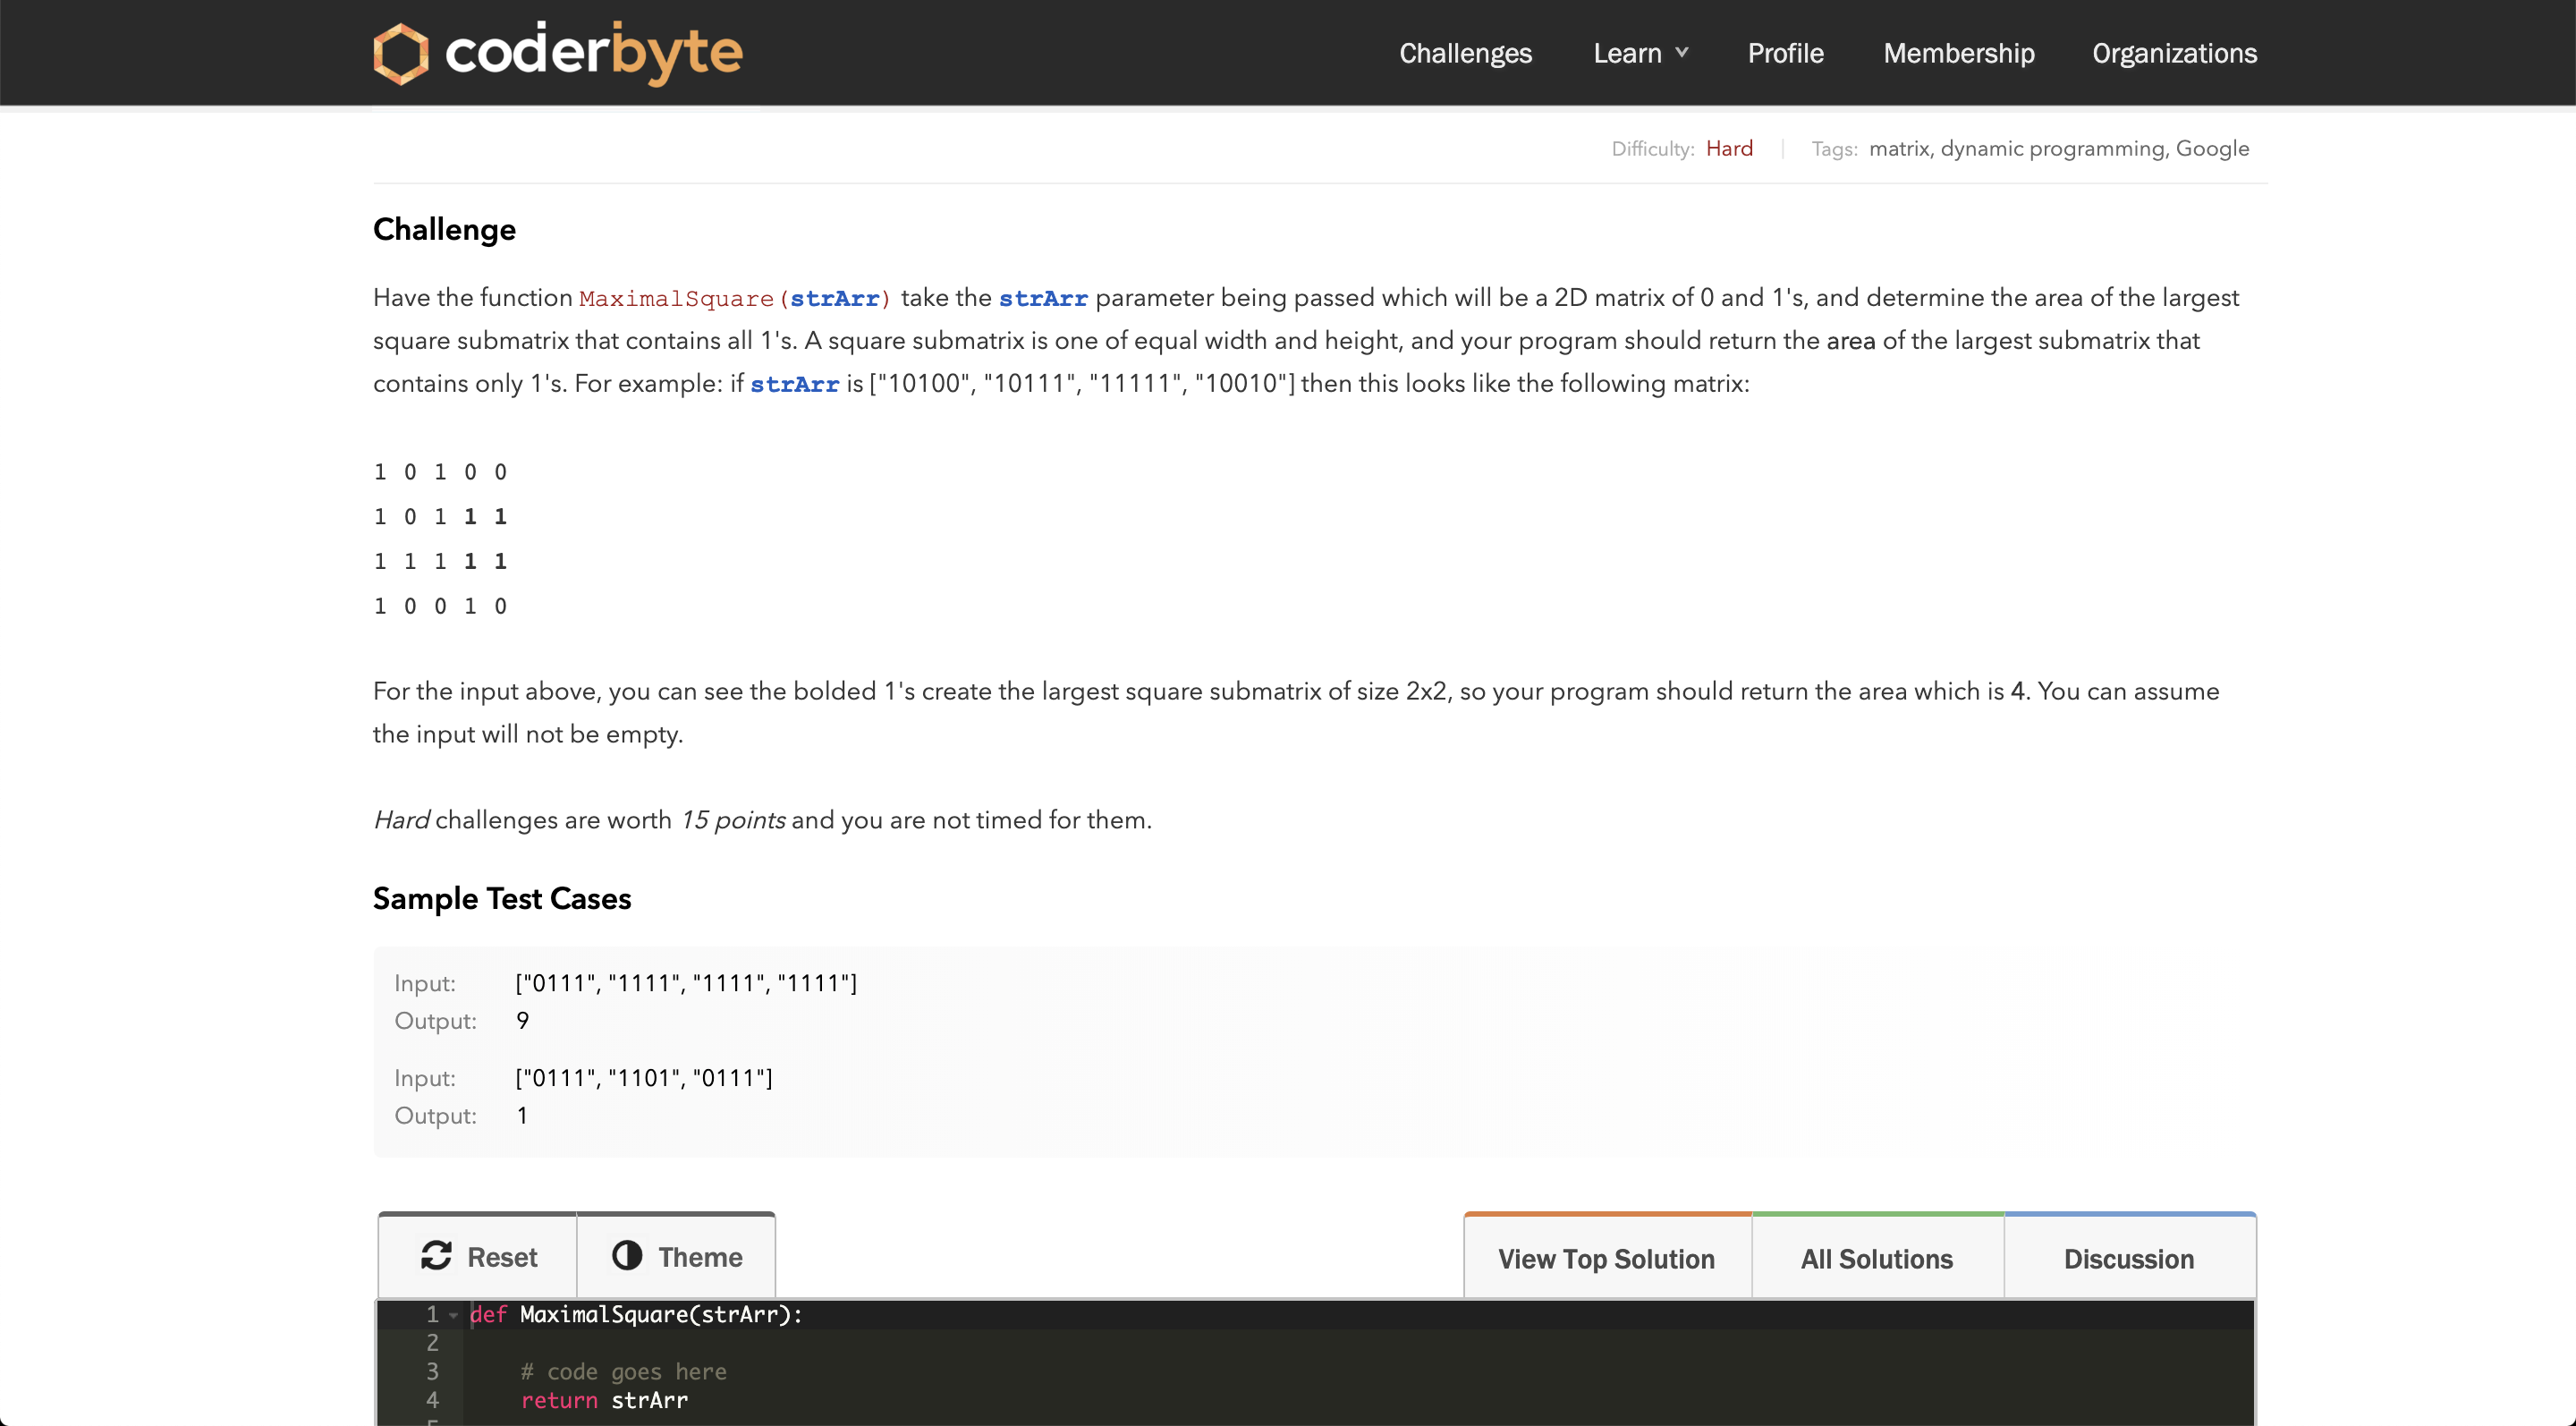 coderbyte
Challenges Learn Profile Membership Organizations
Difficulty: Hard Tags: matrix, dynamic programming, Google
Challenge
Have the function MaximalSquare(strArr) take the strArr parameter being passed which will be a 2D matrix of 0 and 1's, and determine the area of the largest
square submatrix that contains all 1's. A square submatrix is one of equal width and height, and your program should return the area of the largest submatrix that
contains only 1's. For example: if strArr is ["10100", "10111", "11111", "10010"] then this looks like the following matrix:
1 0 1 0 0
1 0 1 1 1
1 1 1 1 1
1 0 0 1 0
For the input above, you can see the bolded 1's create the largest square submatrix of size 2x2, so your program should return the area which is 4. You can assume
the input will not be empty.
Hard challenges are worth 15 points and you are not timed for them.
Sample Test Cases
Input: ["0111", "1111", "1111", "1111"]
Output: 9
Input: ["0111", "1101", "0111"]
Output: 1
Reset Theme View Top Solution All Solutions Discussion
1 def MaximalSquare(strArr):
2
3 # code goes here
4 return strArr